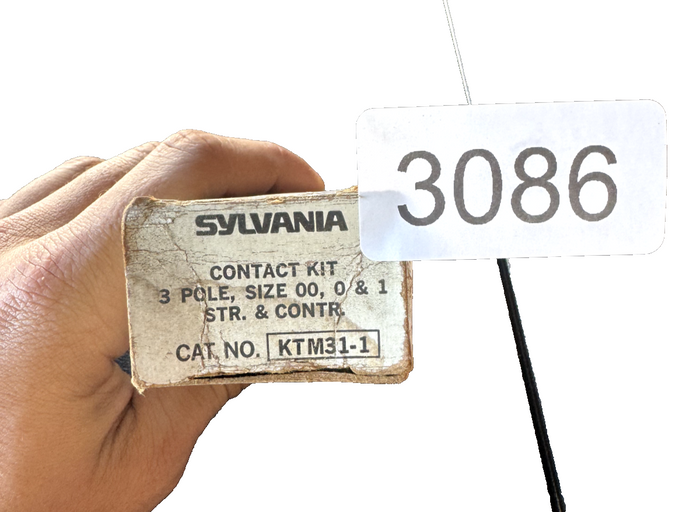 SYLVANIA
CONTACT KIT
3 POLE, SIZE 00, 0 & 1
STR. & CONTR.
CAT. NO. KTM31-1
3086